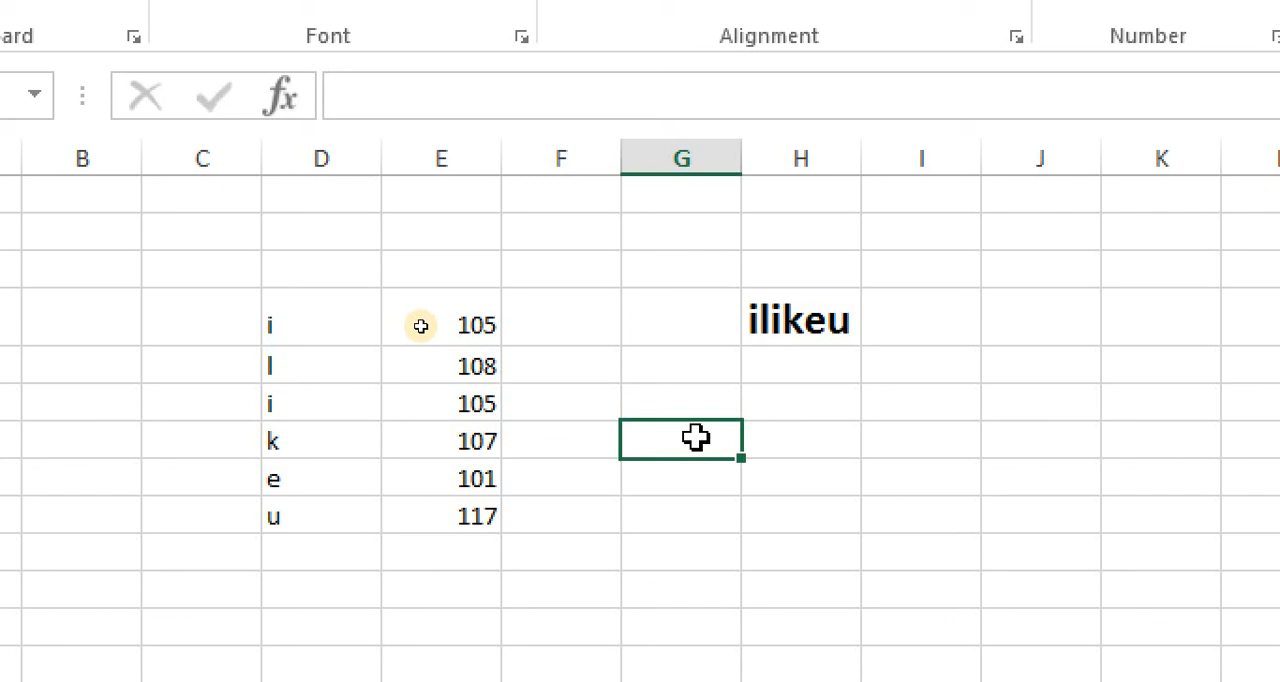 ard Font Alignment Number
fx
B C D E F G H I J K
i 105 ilikeu
l 108
i 105
k 107
e 101
u 117